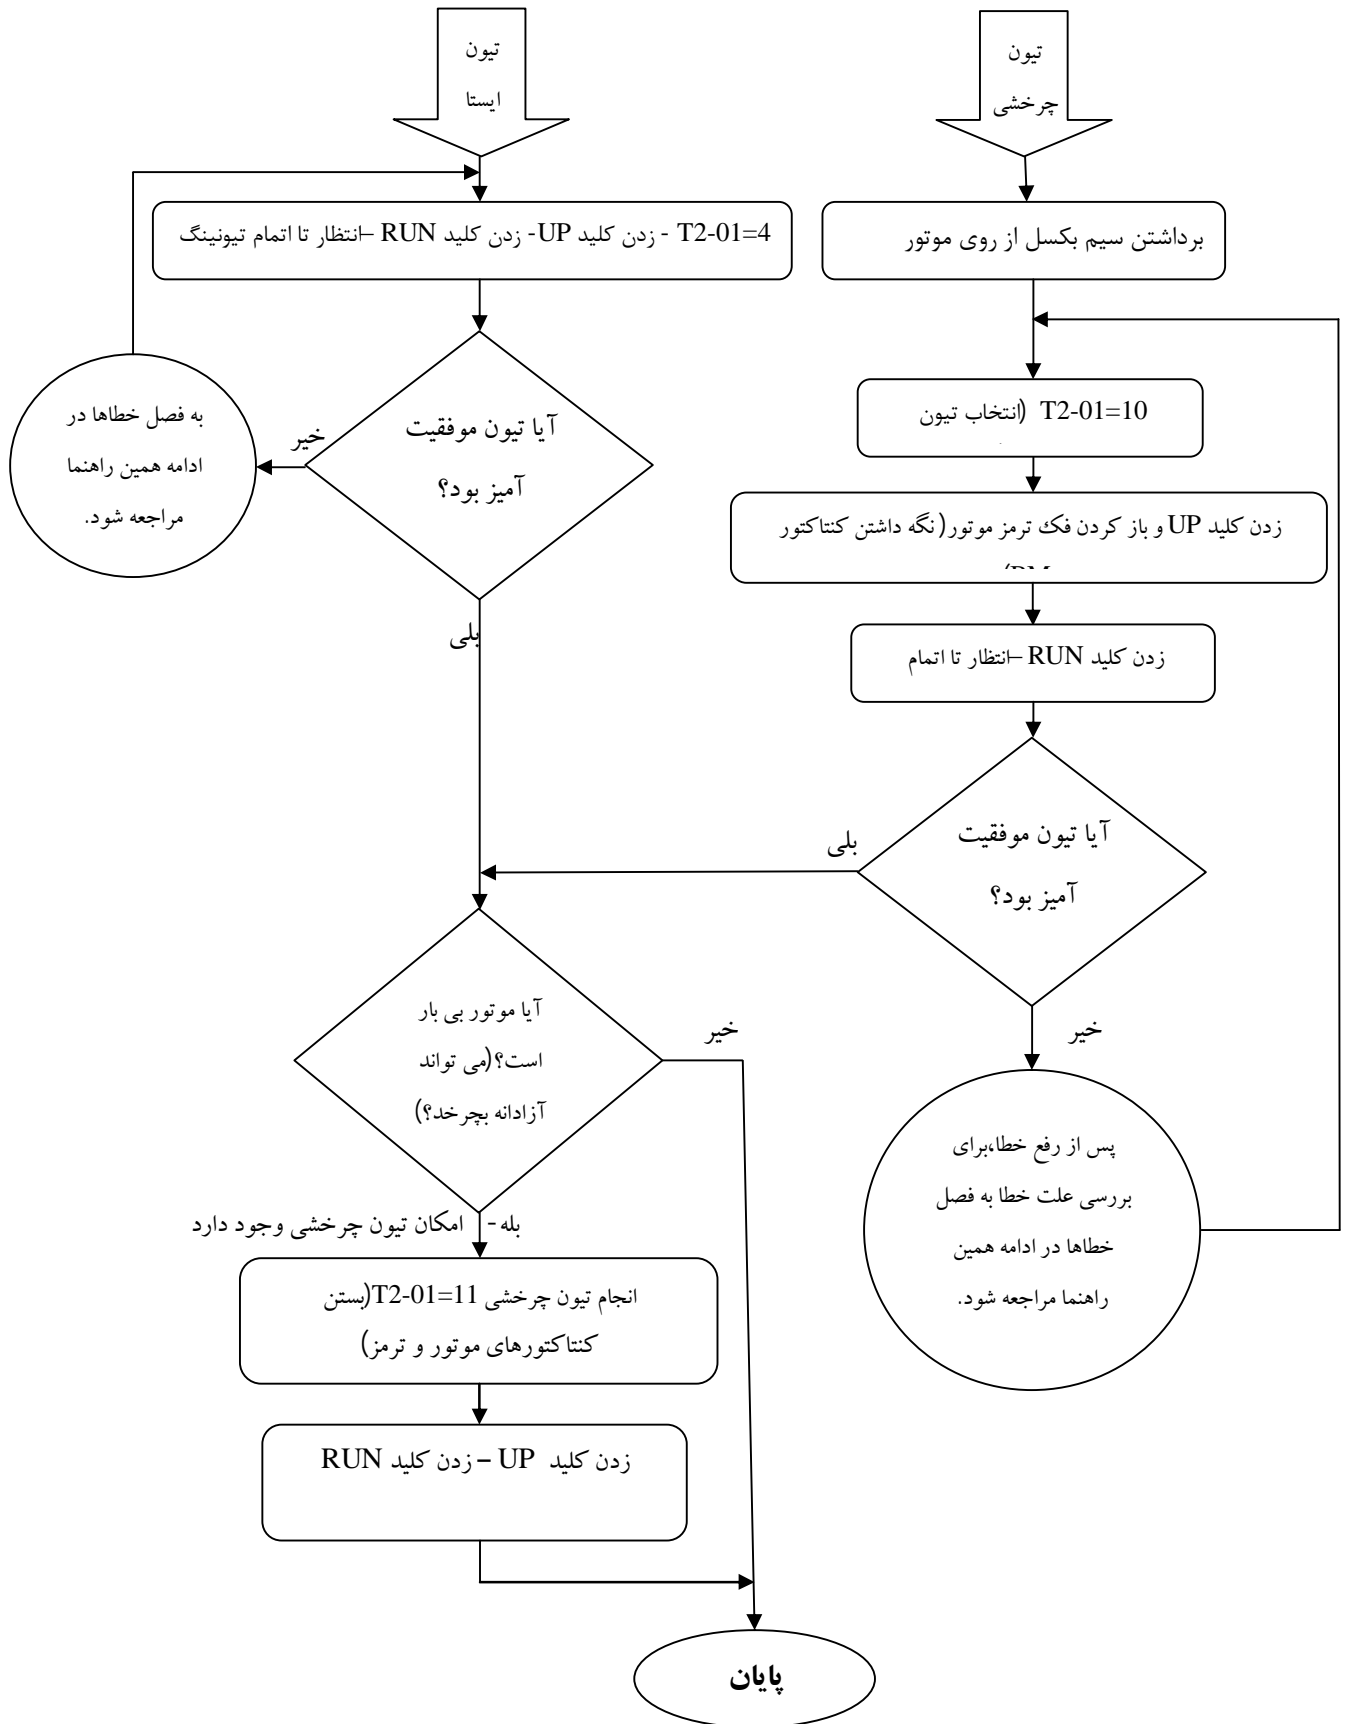 تیون
ایستا
تیون
چرخشی
T2-01=4 - زدن کلید UP- زدن کلید RUN –انتظار تا اتمام تیونینگ
برداشتن سیم بکسل از روی موتور
آیا تیون موفقیت
آمیز بود؟
خیر
به فصل خطاها در
ادامه همین راهنما
مراجعه شود.
بلی
T2-01=10 (انتخاب تیون
زدن کلید UP و باز کردن فک ترمز موتور( نگه داشتن کنتاکتور
زدن کلید RUN –انتظار تا اتمام
آیا تیون موفقیت
آمیز بود؟
بلی
خیر
پس از رفع خطا،برای
بررسی علت خطا به فصل
خطاها در ادامه همین
راهنما مراجعه شود.
آیا موتور بی بار
است؟(می تواند
آزادانه بچرخد؟)
خیر
بله - امکان تیون چرخشی وجود دارد
انجام تیون چرخشی T2-01=11(بستن
کنتاکتورهای موتور و ترمز)
زدن کلید UP – زدن کلید RUN
پایان